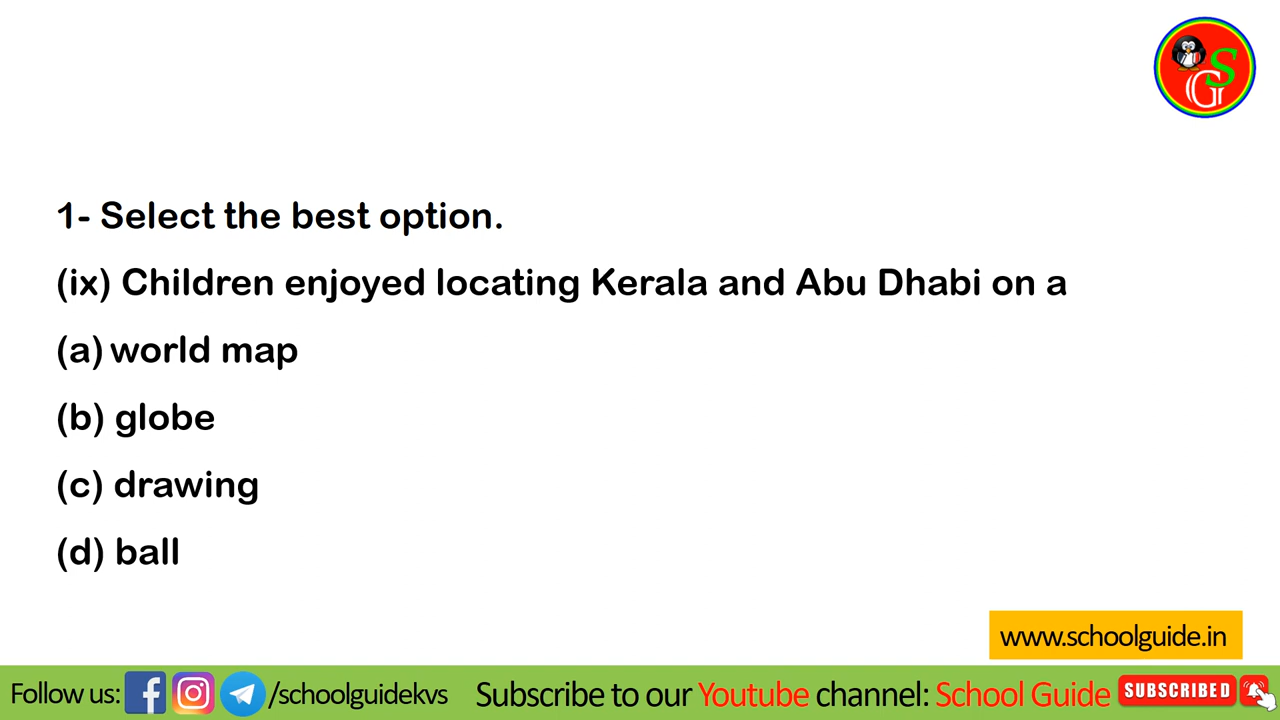 SG
1- Select the best option.
(ix) Children enjoyed locating Kerala and Abu Dhabi on a
(a) world map
(b) globe
(c) drawing
(d) ball
www.schoolguide.in
Follow us: /schoolguidekvs Subscribe to our Youtube channel: School Guide SUBSCRIBED